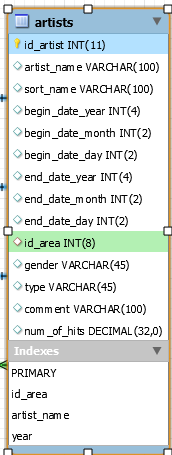 artists
id_artist INT(11)
artist_name VARCHAR(100)
sort_name VARCHAR(100)
begin_date_year INT(4)
begin_date_month INT(2)
begin_date_day INT(2)
end_date_year INT(4)
end_date_month INT(2)
end_date_day INT(2)
id_area INT(8)
gender VARCHAR(45)
type VARCHAR(45)
comment VARCHAR(100)
num_of_hits DECIMAL(32,0)
Indexes
PRIMARY
id_area
artist_name
year